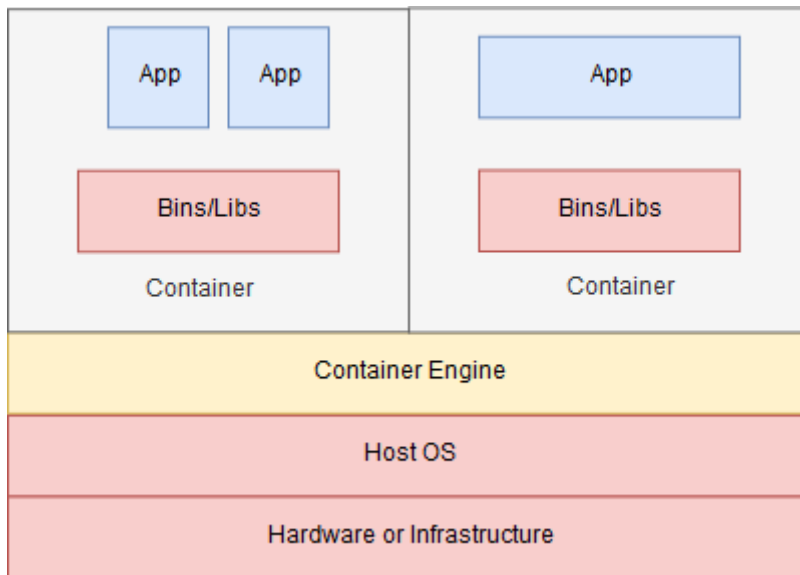 App
App
App
Bins/Libs
Bins/Libs
Container
Container
Container Engine
Host OS
Hardware or Infrastructure